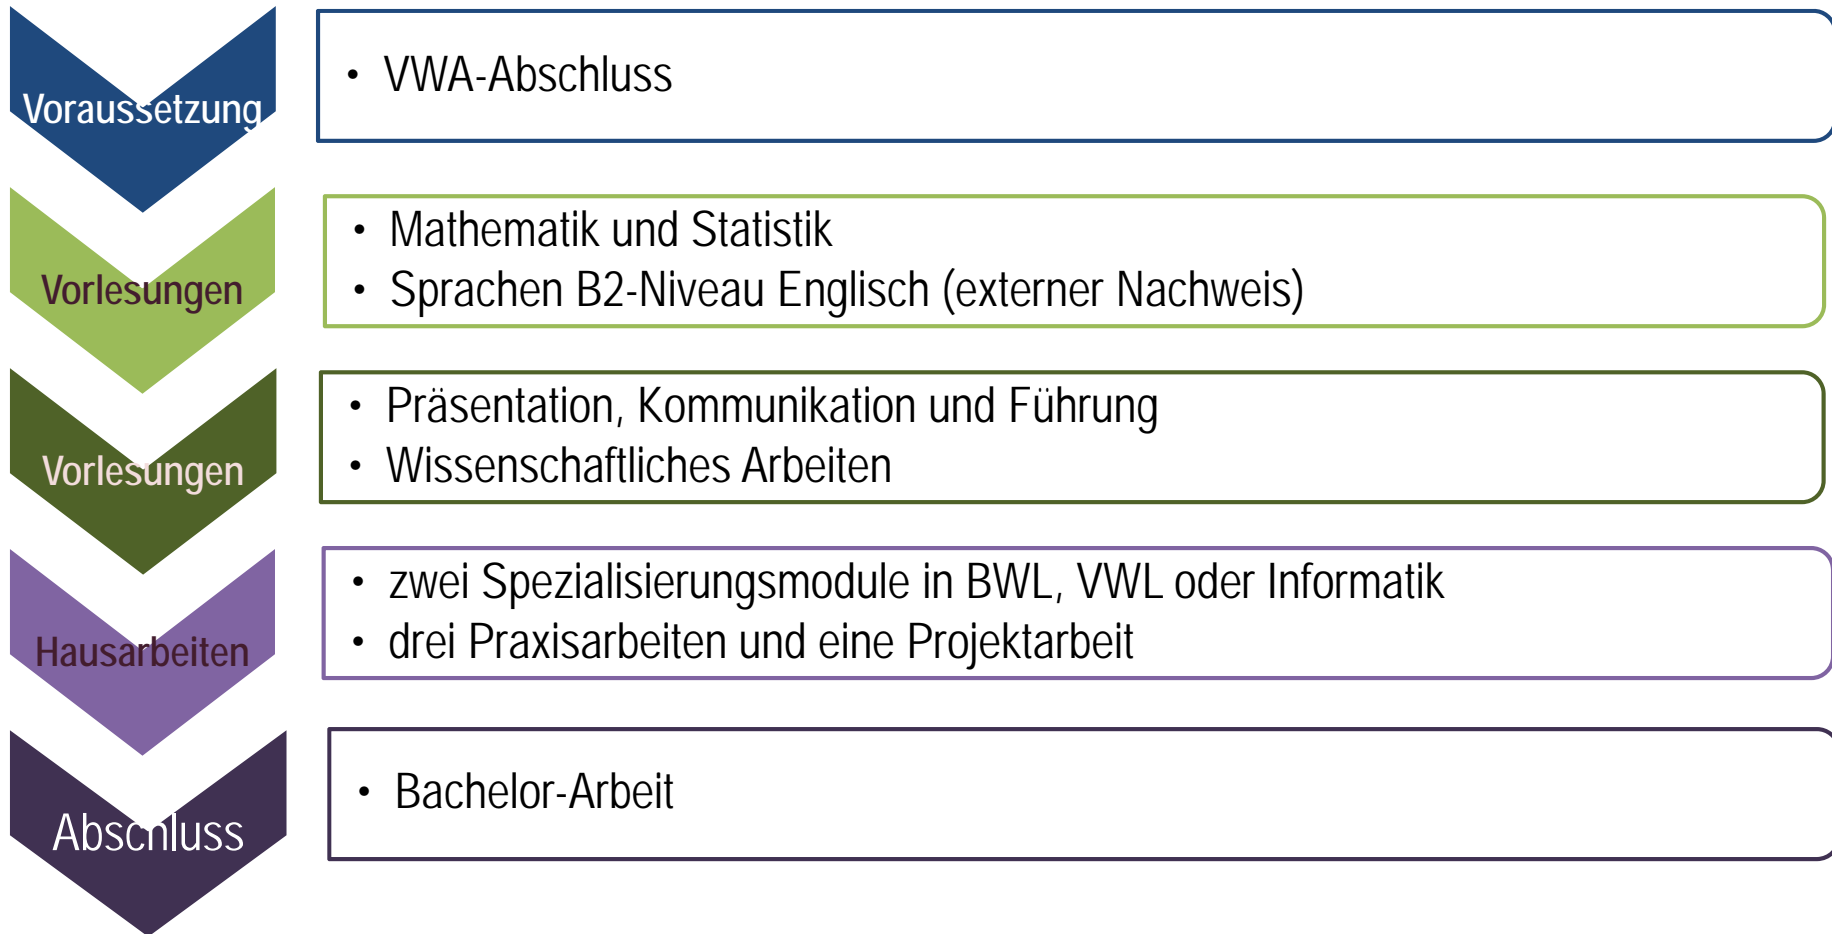 Voraussetzung
• VWA-Abschluss
Vorlesungen
• Mathematik und Statistik
• Sprachen B2-Niveau Englisch (externer Nachweis)
Vorlesungen
• Präsentation, Kommunikation und Führung
• Wissenschaftliches Arbeiten
Hausarbeiten
• zwei Spezialisierungsmodule in BWL, VWL oder Informatik
• drei Praxisarbeiten und eine Projektarbeit
Abschluss
• Bachelor-Arbeit